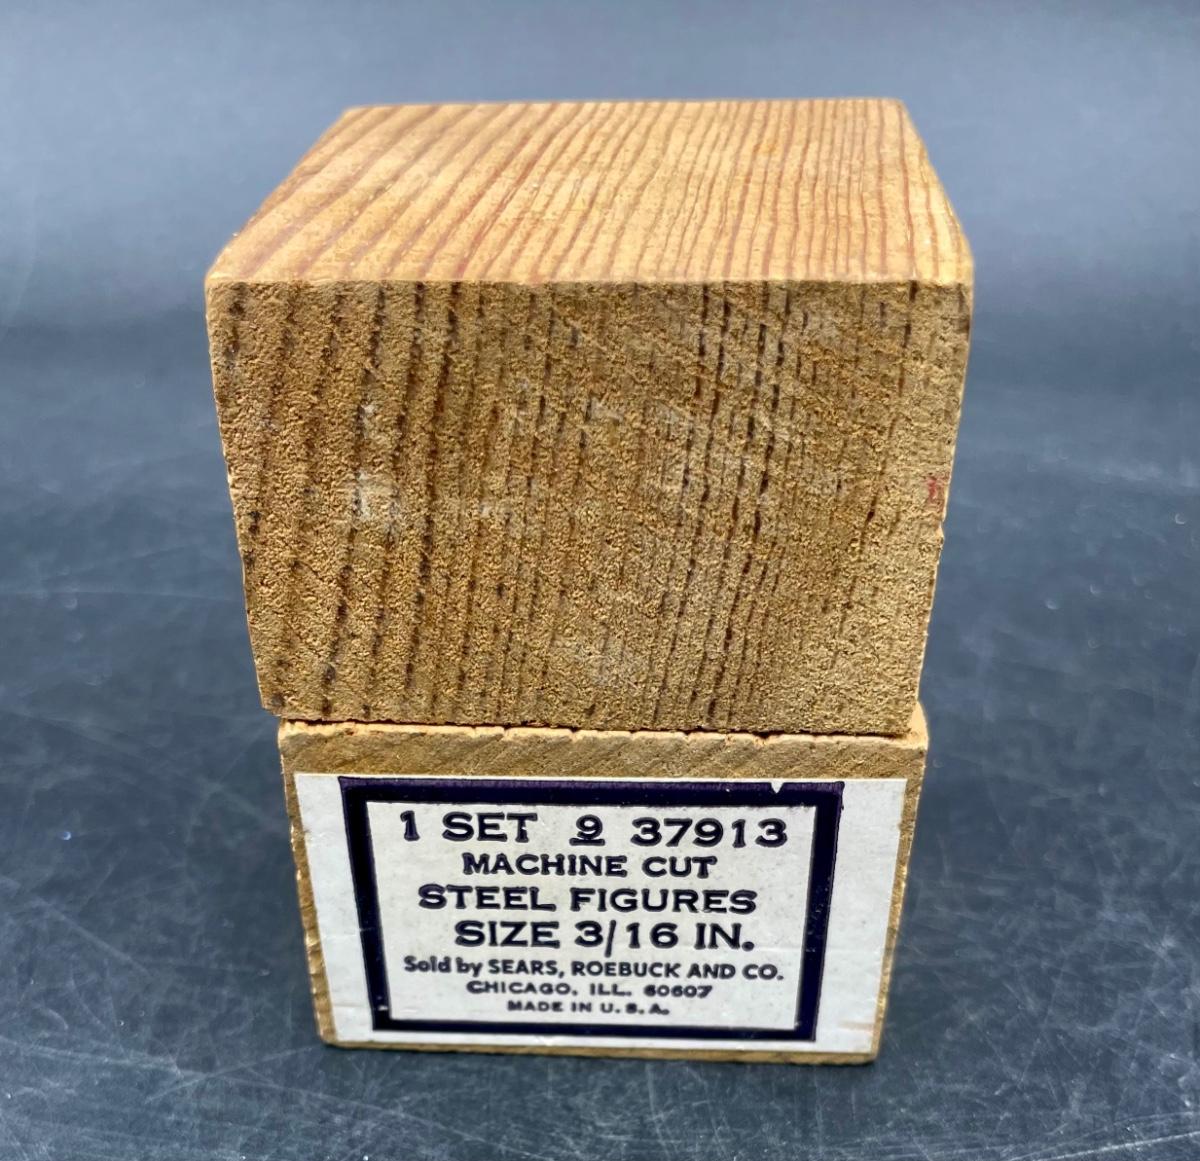 1 SET 9 37913
MACHINE CUT
STEEL FIGURES
SIZE 3/16 IN.
Sold by SEARS, ROEBUCK AND CO.
CHICAGO, ILL. 60607
MADE IN U.S.A.